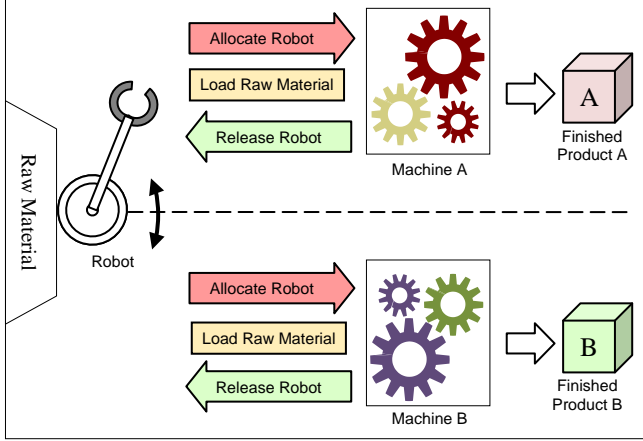 Allocate Robot
Load Raw Material
Release Robot
Machine A
A
Finished
Product A
Raw Material
Robot
Allocate Robot
Load Raw Material
Release Robot
Machine B
B
Finished
Product B